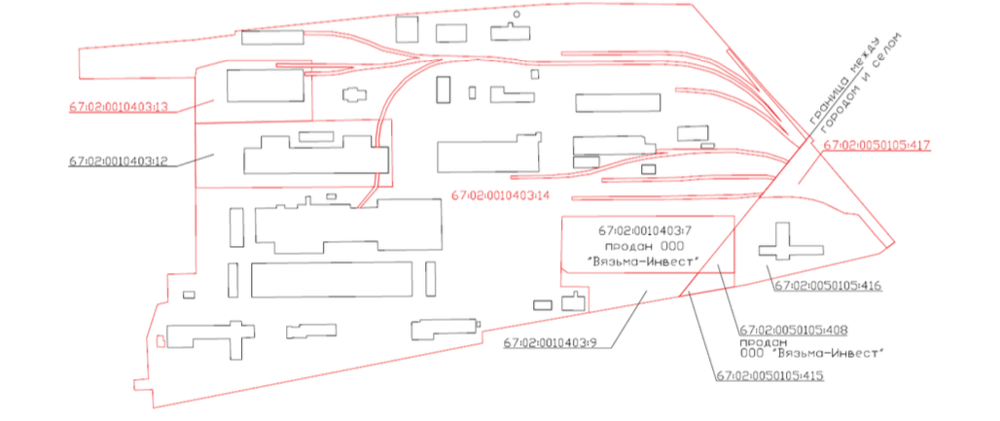 граница между
городом и селом
67:02:0010403:13
67:02:0050105:417
67:02:0010403:12
67:02:0010403:14
67:02:0010403:7
продан ООО
"Вязьма-Инвест"
67:02:0050105:416
67:02:0050105:408
продан
ООО "Вязьма-Инвест"
67:02:0010403:9
67:02:0050105:415